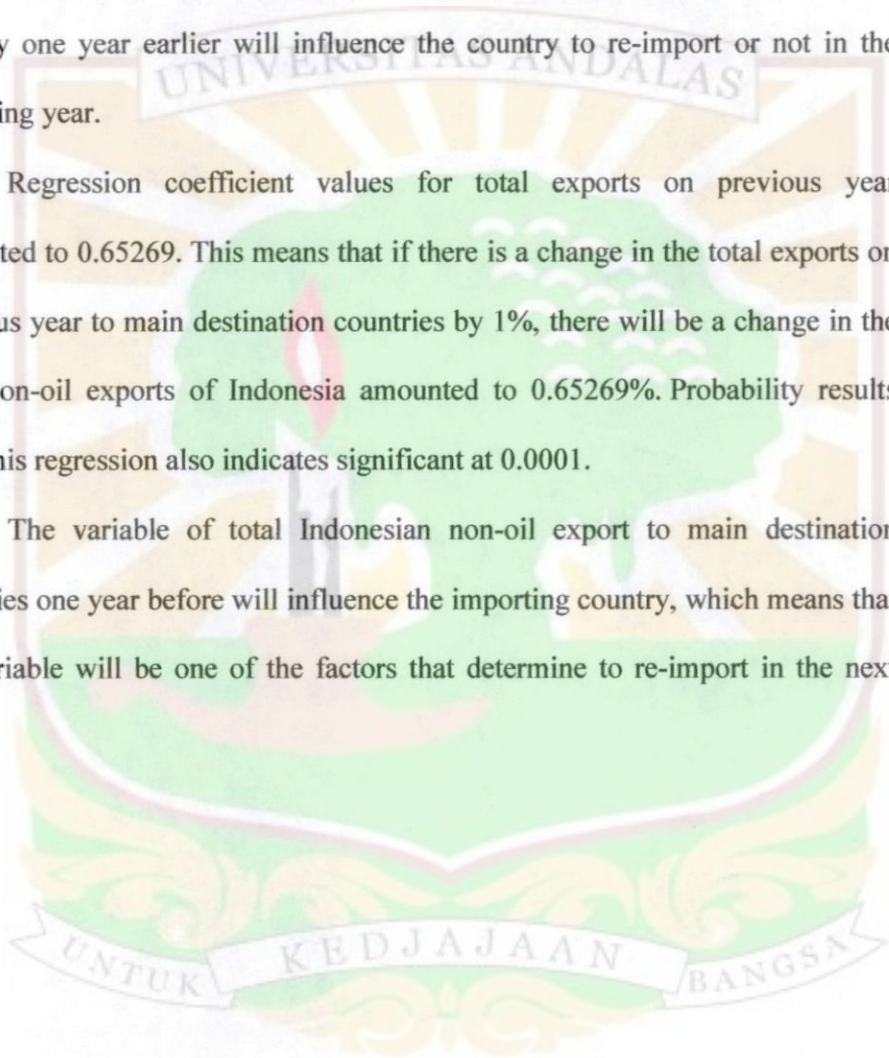 y one year earlier will influence the country to re-import or not in the
UNIVERSITAS ANDALAS
ing year.
Regression coefficient values for total exports on previous year
ted to 0.65269. This means that if there is a change in the total exports on
us year to main destination countries by 1%, there will be a change in the
on-oil exports of Indonesia amounted to 0.65269%. Probability results
his regression also indicates significant at 0.0001.
The variable of total Indonesian non-oil export to main destination
ies one year before will influence the importing country, which means tha
riable will be one of the factors that determine to re-import in the next
UNTUK KEDJAJAAN BANGSA